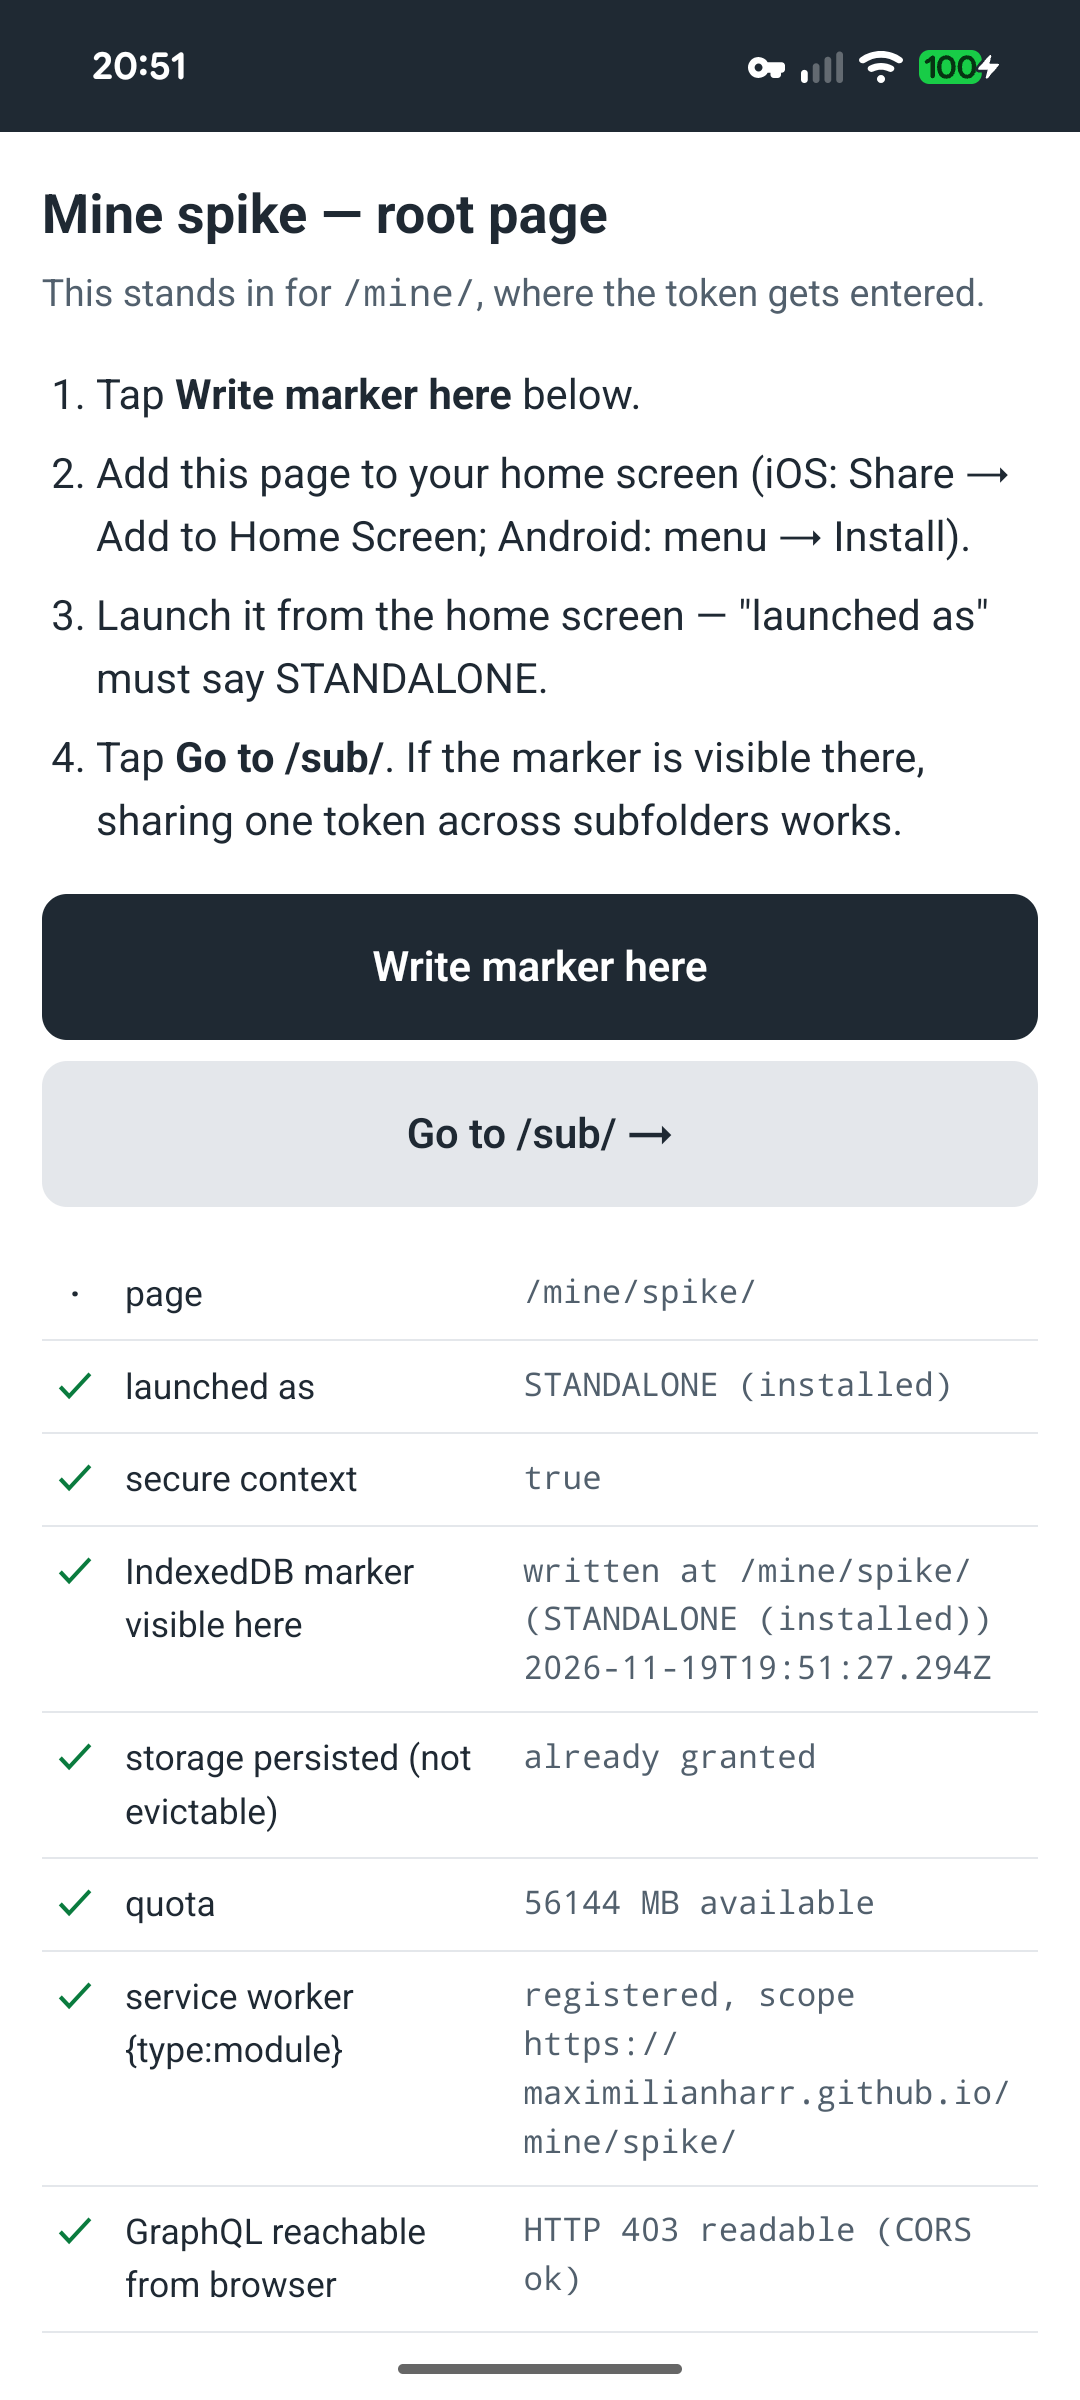 20:51
100
Mine spike — root page
This stands in for /mine/, where the token gets entered.
1. Tap Write marker here below.
2. Add this page to your home screen (iOS: Share →
Add to Home Screen; Android: menu → Install).
3. Launch it from the home screen — "launched as"
must say STANDALONE.
4. Tap Go to /sub/. If the marker is visible there,
sharing one token across subfolders works.
Write marker here
Go to /sub/ →
· page /mine/spike/
✓ launched as STANDALONE (installed)
✓ secure context true
✓ IndexedDB marker written at /mine/spike/
visible here (STANDALONE (installed))
2026-11-19T19:51:27.294Z
✓ storage persisted (not already granted
evictable)
✓ quota 56144 MB available
✓ service worker registered, scope
{type:module} https://
maximilianharr.github.io/
mine/spike/
✓ GraphQL reachable HTTP 403 readable (CORS
from browser ok)